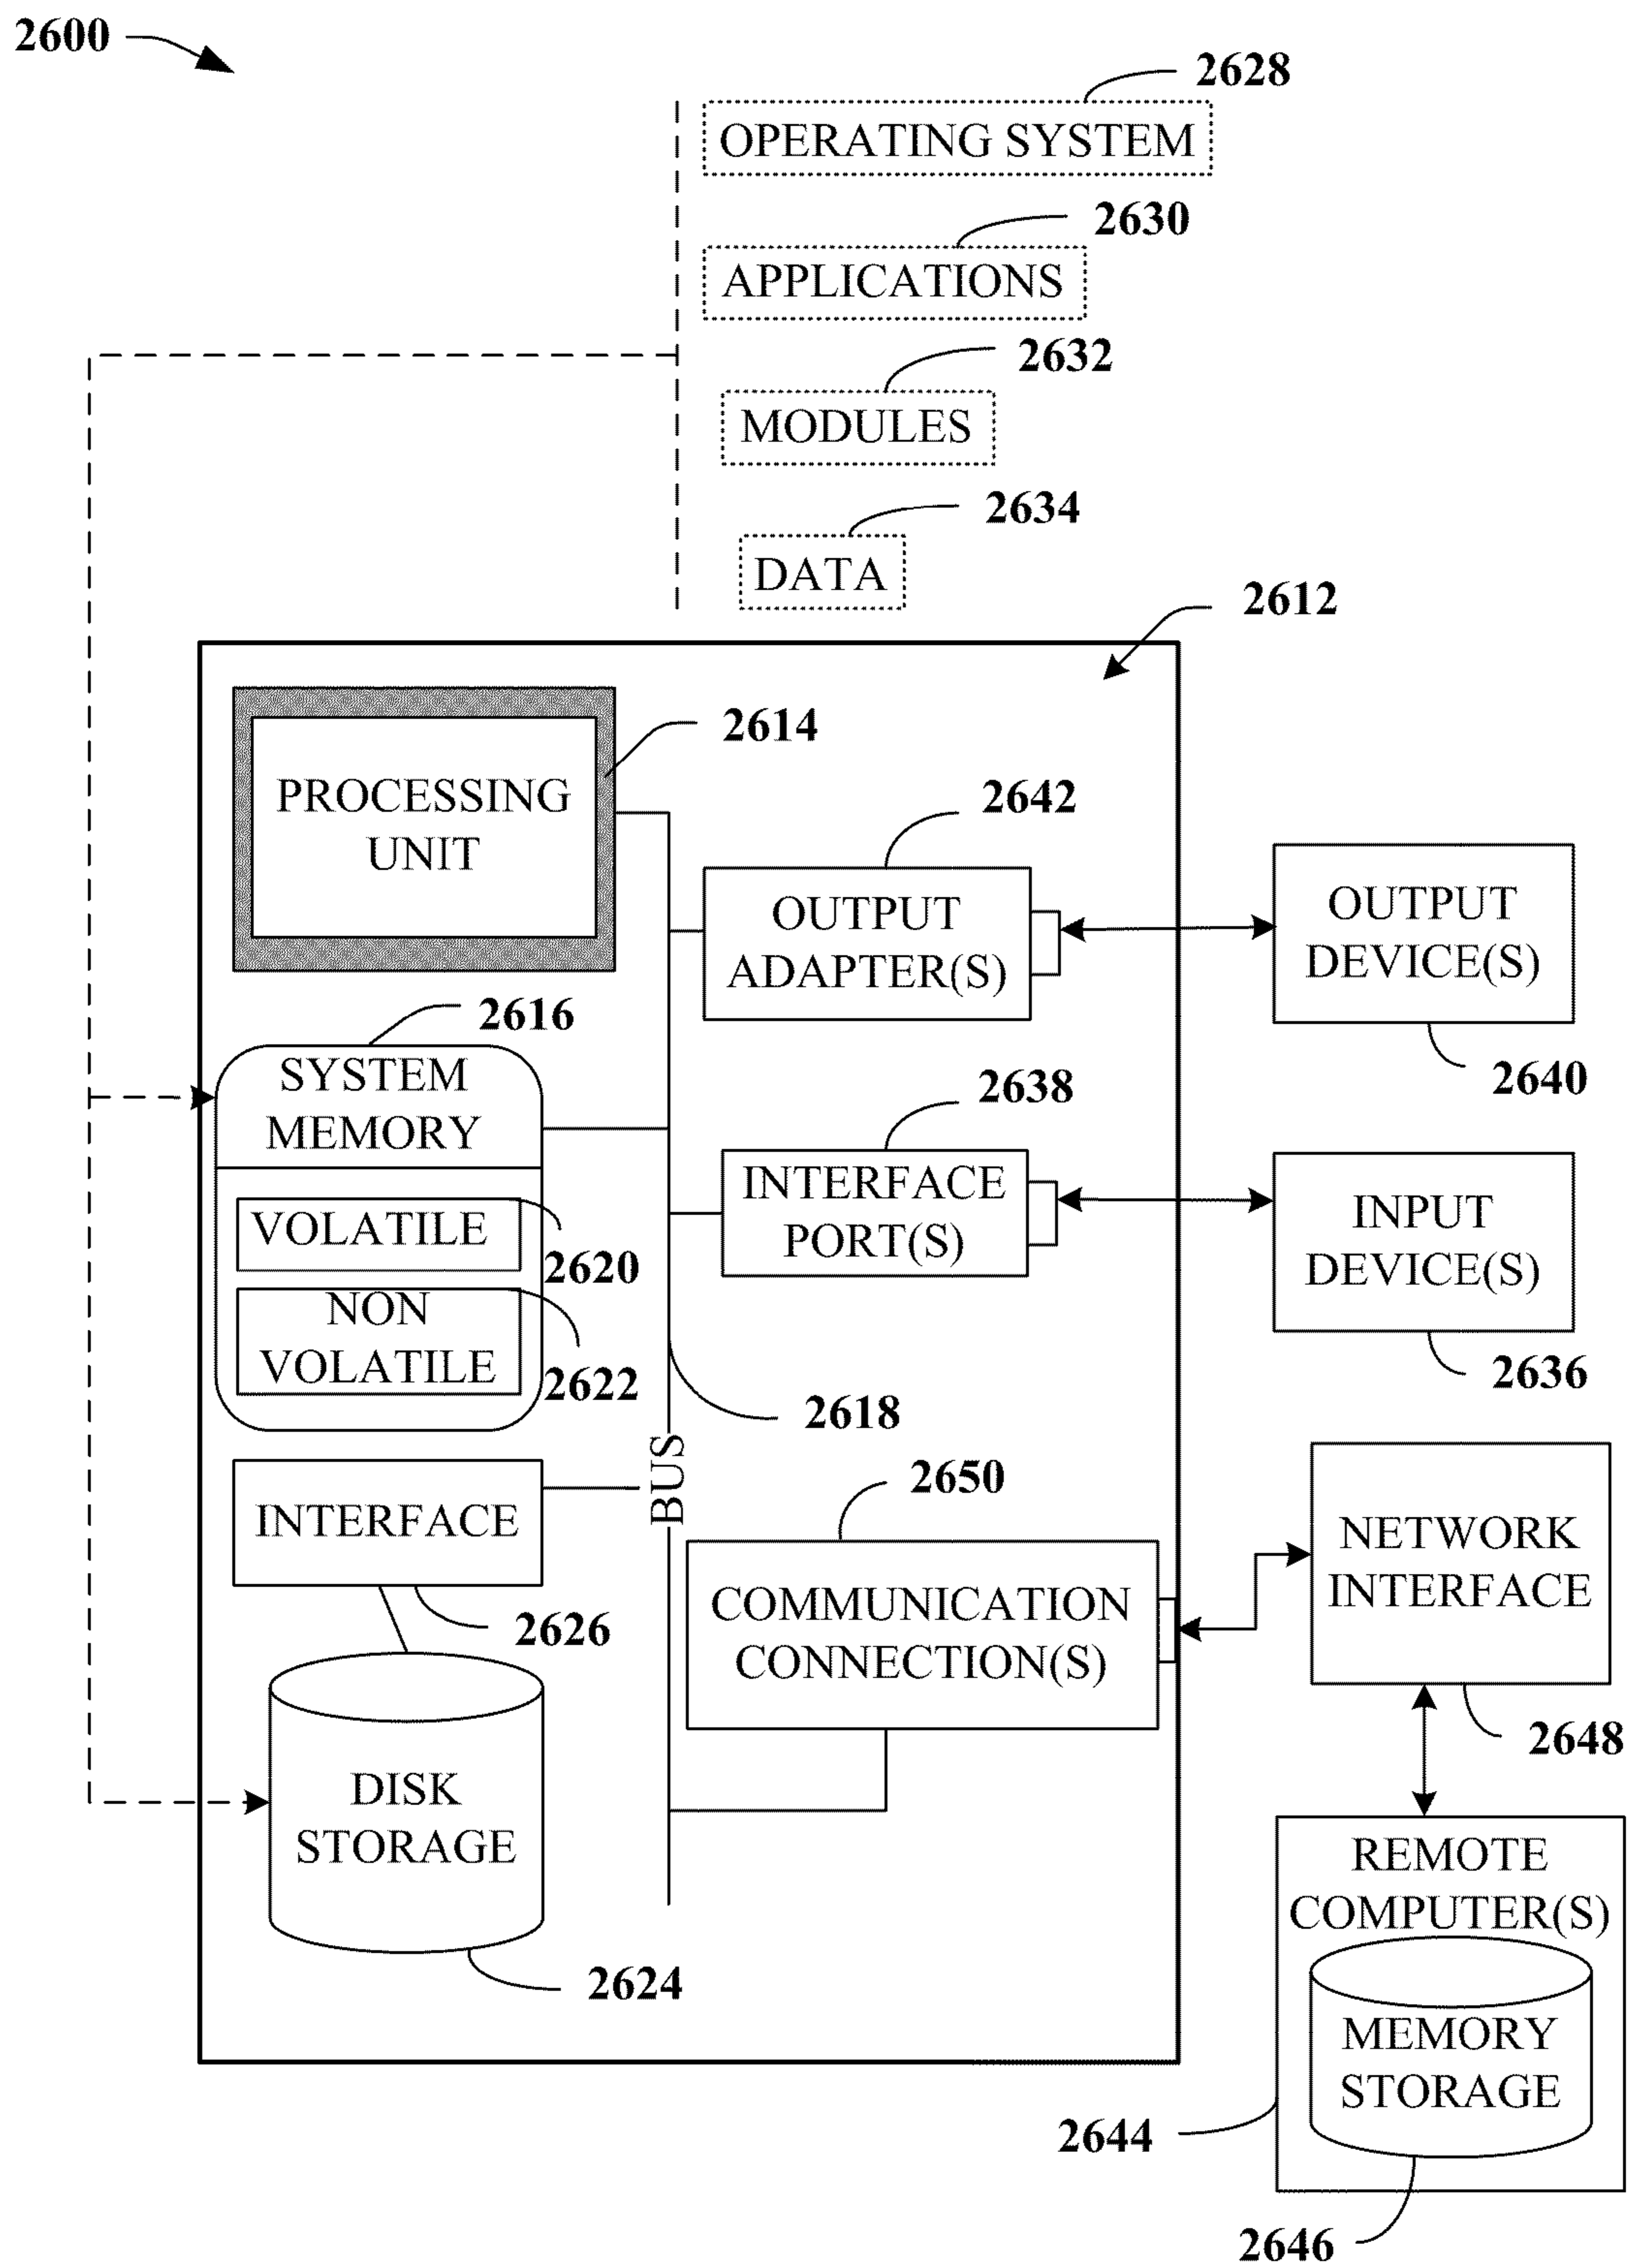 2600
2628
OPERATING SYSTEM
2630
APPLICATIONS
2632
MODULES
2634
DATA
2612
2614
PROCESSING
UNIT
2642
OUTPUT
ADAPTER(S)
OUTPUT
DEVICE(S)
2640
2616
SYSTEM
MEMORY
VOLATILE
2620
NON
VOLATILE
2622
2638
INTERFACE
PORT(S)
INPUT
DEVICE(S)
2636
2618
BUS
INTERFACE
2626
2650
COMMUNICATION
CONNECTION(S)
NETWORK
INTERFACE
2648
DISK
STORAGE
2624
REMOTE
COMPUTER(S)
MEMORY
STORAGE
2644
2646